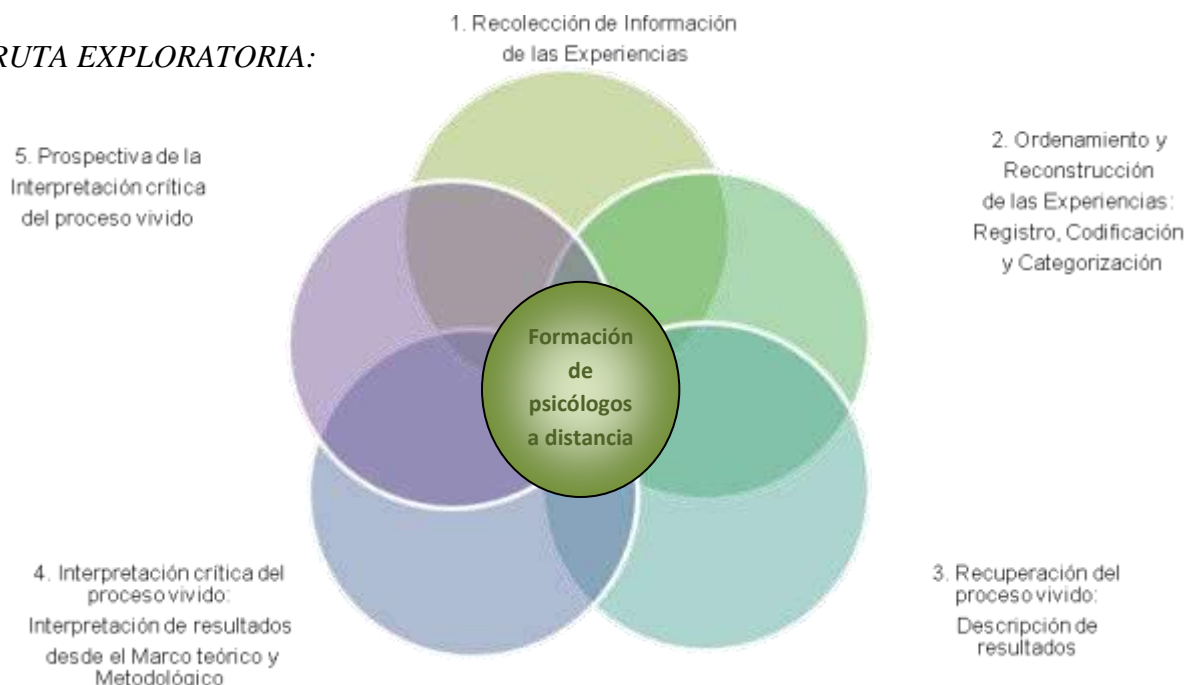 RUTA EXPLORATORIA:
1. Recolección de Información
de las Experiencias
2. Ordenamiento y
Reconstrucción
de las Experiencias:
Registro, Codificación
y Categorización
3. Recuperación del
proceso vivido:
Descripción de
resultados
4. Interpretación crítica del
proceso vivido:
Interpretación de resultados
desde el Marco teórico y
Metodológico
5. Prospectiva de la
Interpretación crítica
del proceso vivido
Formación
de
psicólogos
a distancia